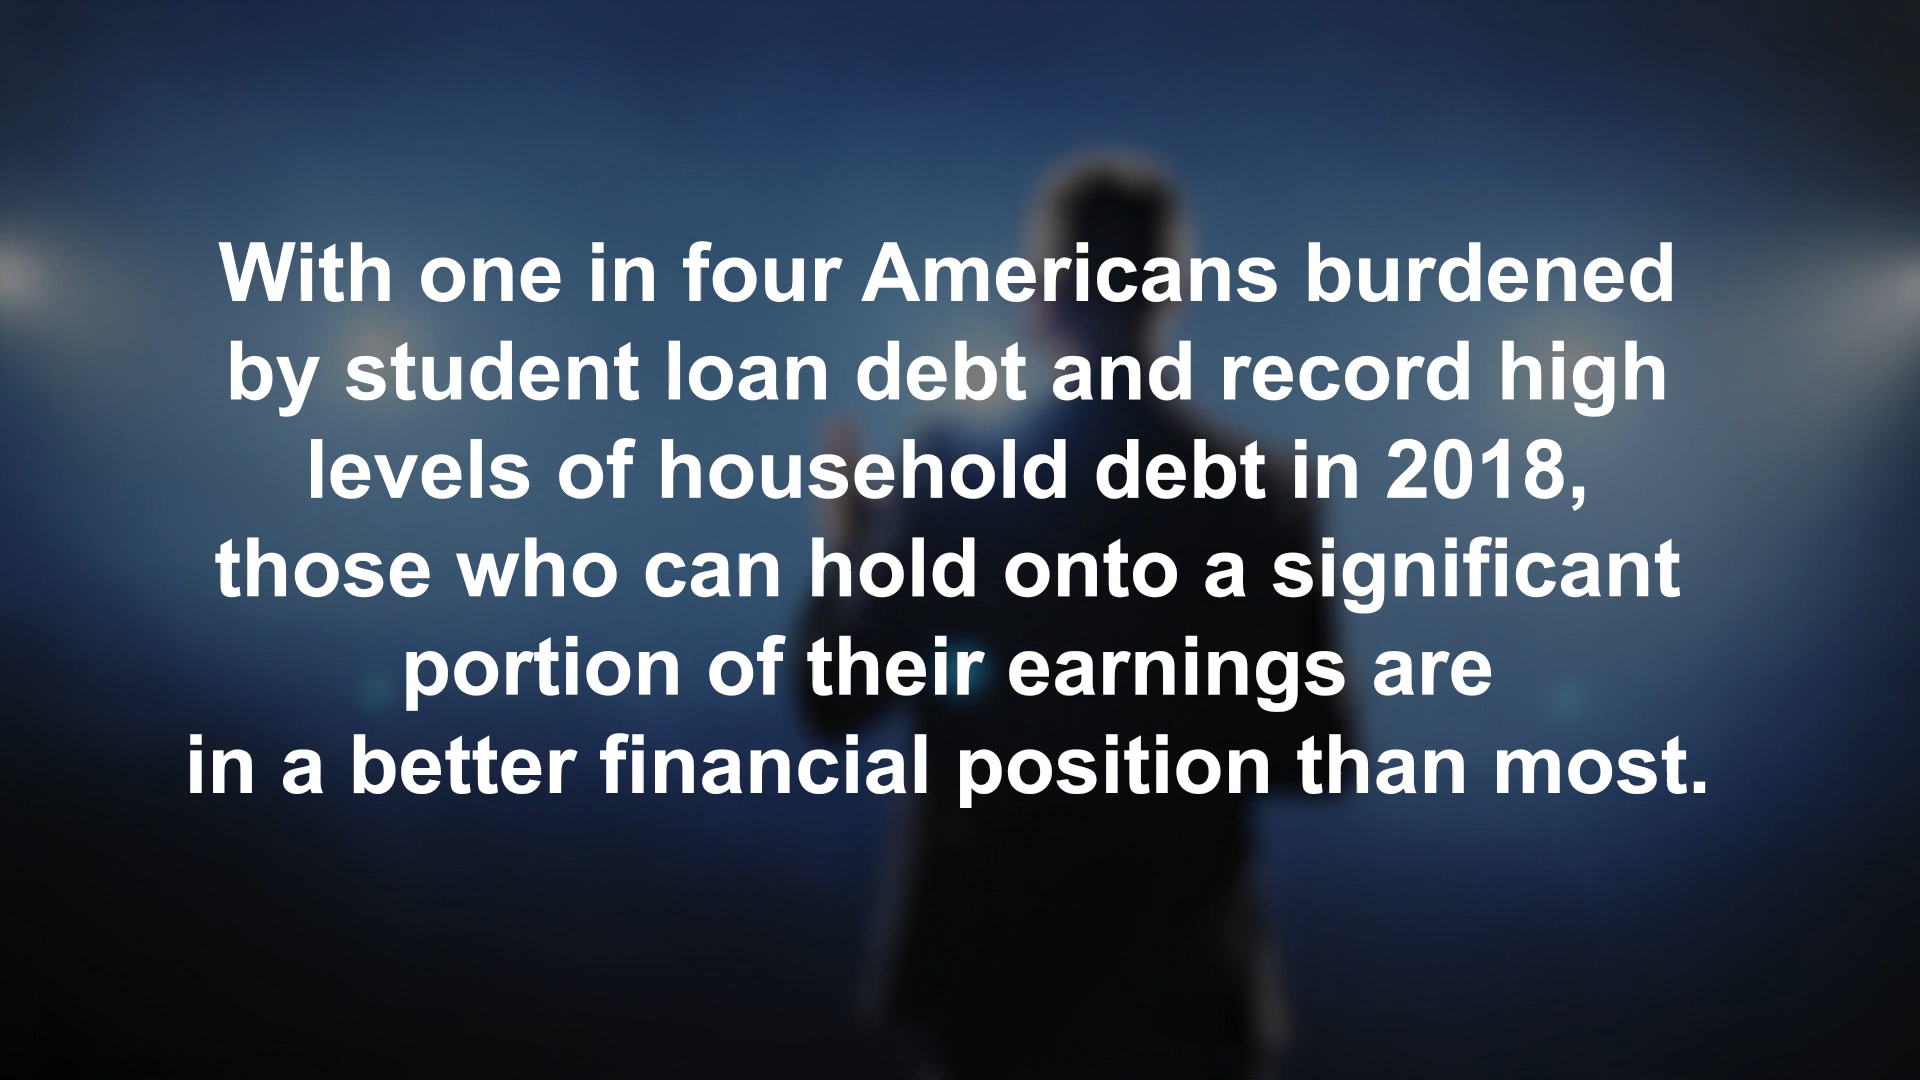 With one in four Americans burdened
by student loan debt and record high
levels of household debt in 2018,
those who can hold onto a significant
portion of their earnings are
in a better financial position than most.